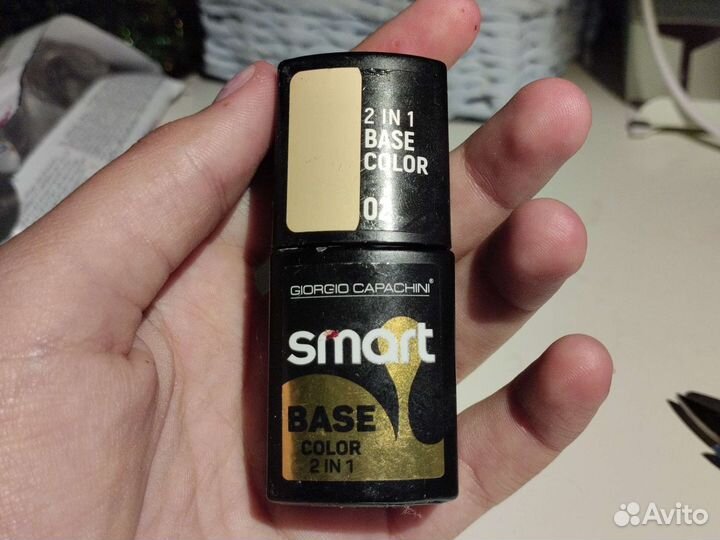 2 IN 1
BASE
COLOR
02
GIORGIO CAPACHINI®
smart
BASE
COLOR
2 IN 1
Avito